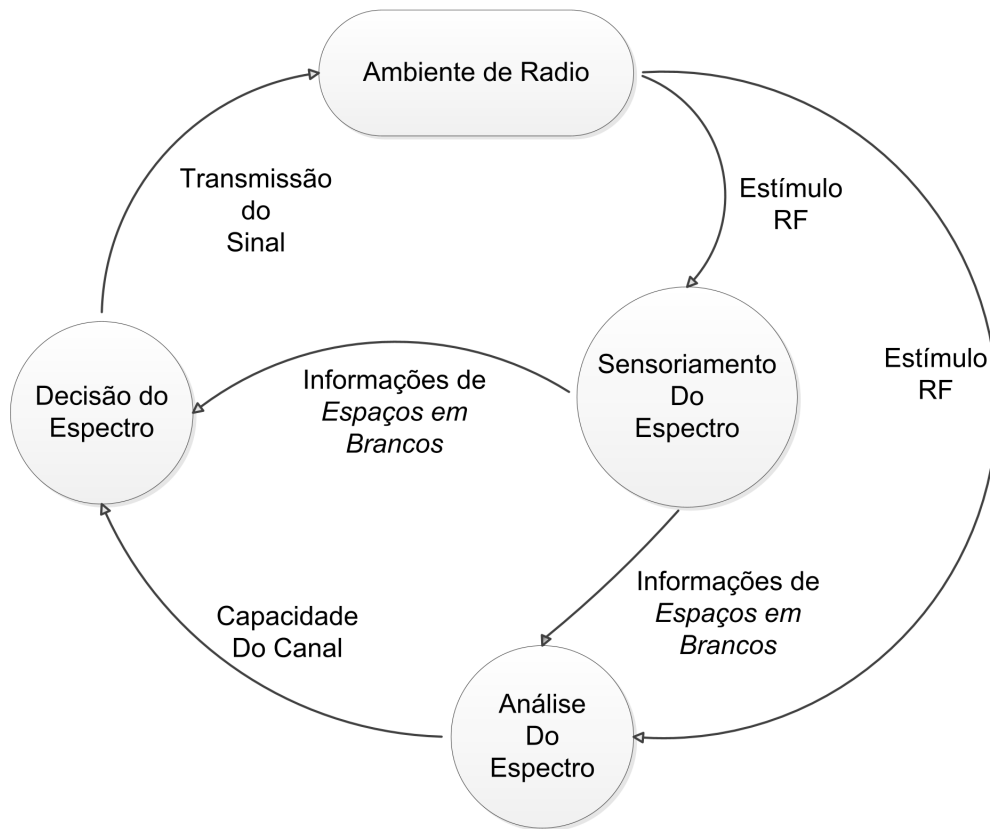 Ambiente de Radio
Transmissão
do
Sinal
Estímulo
RF
Estímulo
RF
Sensoriamento
Do
Espectro
Informações de
Espaços em
Brancos
Decisão do
Espectro
Informações de
Espaços em
Brancos
Capacidade
Do Canal
Análise
Do
Espectro